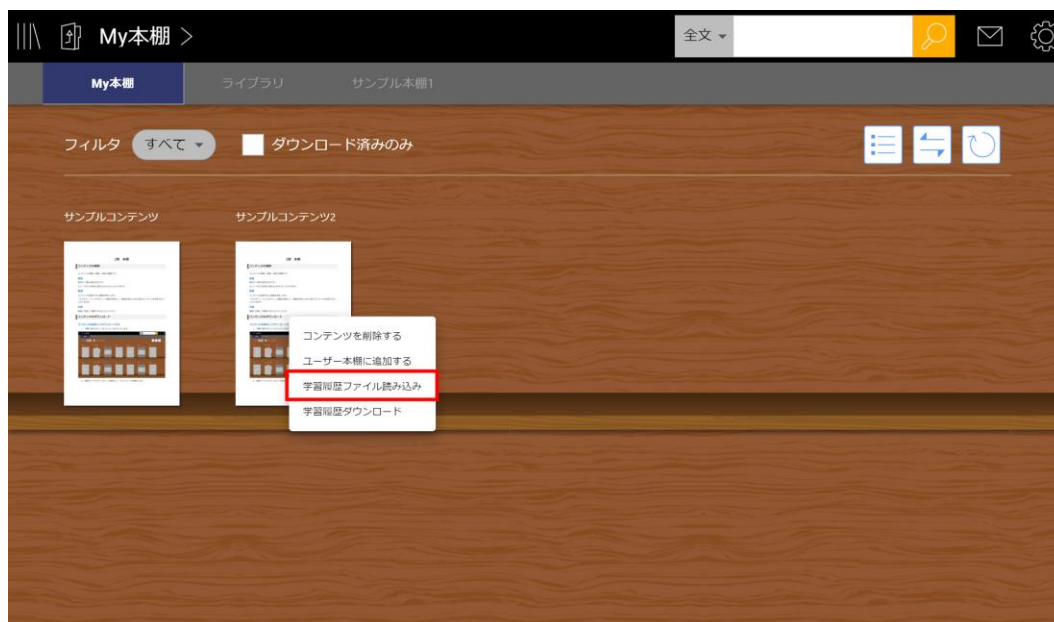 My本棚 >
全文
My本棚
ライブラリ
サンプル本棚1
フィルタ
すべて
ダウンロード済みのみ
サンプルコンテンツ
サンプルコンテンツ2
コンテンツを削除する
ユーザー本棚に追加する
学習履歴ファイル読み込み
学習履歴ダウンロード